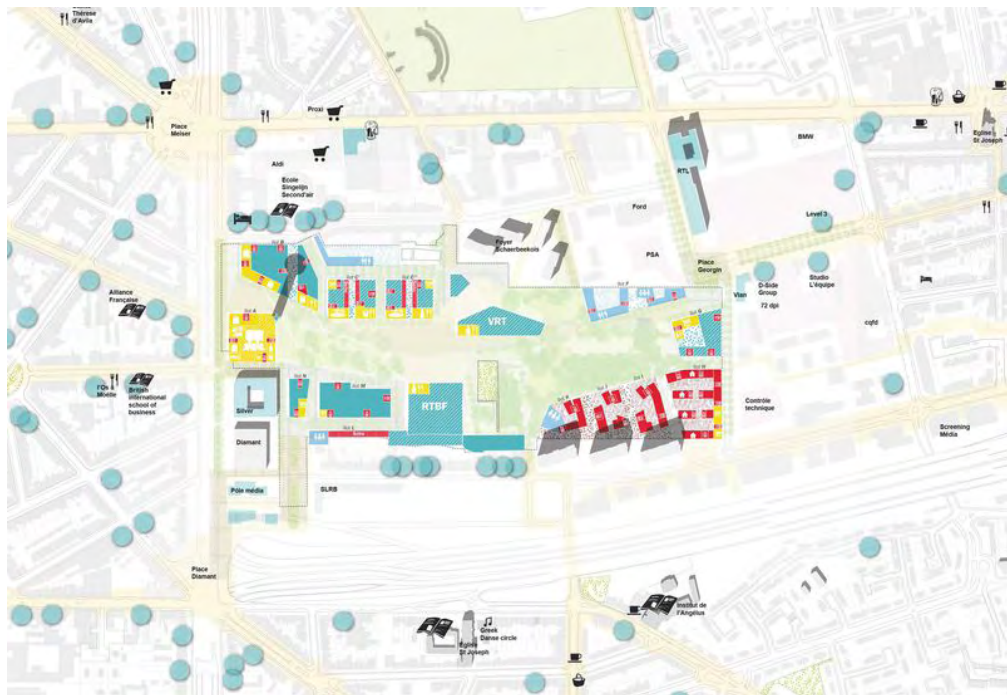 Thérese
d'Avila
Place
Meiser
Proxi
Aldi
Ecole
Singelijn
Second'air
BMW
Eglise
St Joseph
RTL
Ford
Level 3
Foyer
Schaerbeekois
PSA
Place
Georgin
Studio
L'équipe
D-Side
Group
Vlan
72 dpi
Alliance
Française
cqfd
VRT
l'Os à
Moelle
British
international
school of
business
Silver
RTBF
Contrôle
technique
Diamant
Screening
Média
Pôle média
SLRB
Place
Diamant
Institut de
l'Angélus
Greek
Danse circle
Eglise
St Joseph